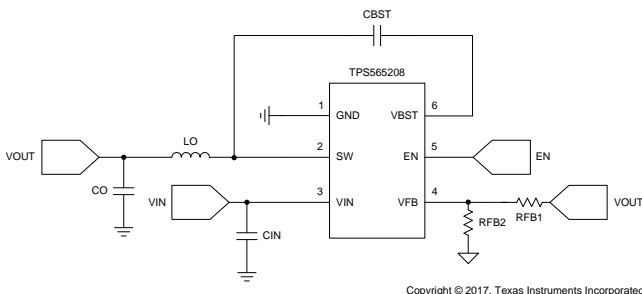 CBST
TPS565208
1 GND VBST 6
LO
VOUT 2 SW EN 5 EN
CO
VIN 3 VIN VFB 4 VOUT
RFB2 RFB1
CIN
Copyright © 2017, Texas Instruments Incorporated